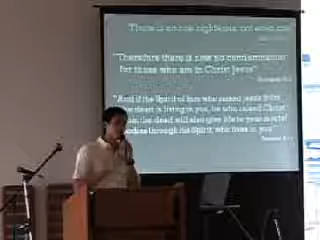 There is no one righteous, not even one
"Therefore there is now no condemnation
for those who are in Christ Jesus"
Romans 8:1
"And if the Spirit of him who raised Jesus from
the dead is living in you, he who raised Christ
from the dead will also give life to your mortal
bodies through his Spirit, who lives in you"